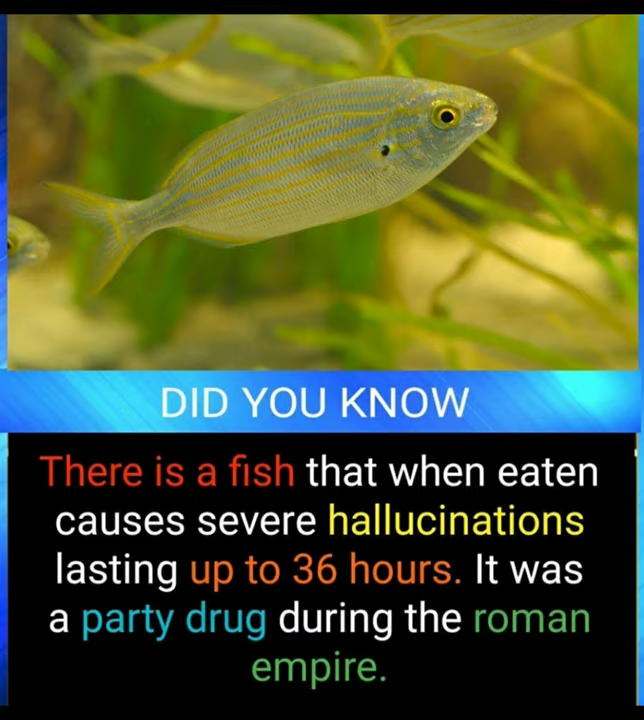 DID YOU KNOW
There is a fish that when eaten
causes severe hallucinations
lasting up to 36 hours. It was
a party drug during the roman
empire.